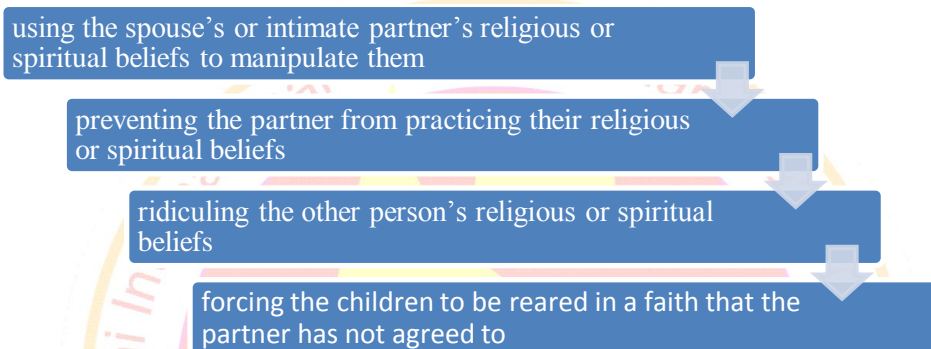 using the spouse’s or intimate partner’s religious or
spiritual beliefs to manipulate them
preventing the partner from practicing their religious
or spiritual beliefs
ridiculing the other person’s religious or spiritual
beliefs
forcing the children to be reared in a faith that the
partner has not agreed to